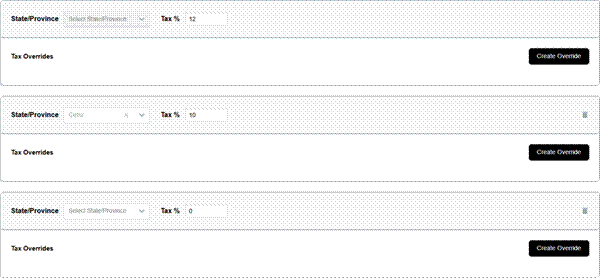 State/Province Select State/Province Tax % 12
Tax Overrides Create Override
State/Province Cebu Tax % 10
Tax Overrides Create Override
State/Province Select State/Province Tax % 0
Tax Overrides Create Override